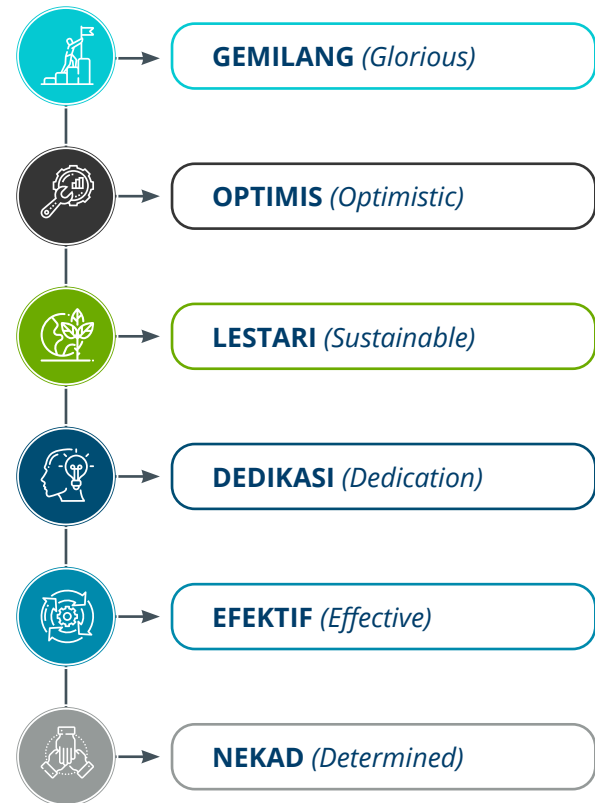 GEMILANG (Glorious)
OPTIMIS (Optimistic)
LESTARI (Sustainable)
DEDIKASI (Dedication)
EFEKTIF (Effective)
NEKAD (Determined)